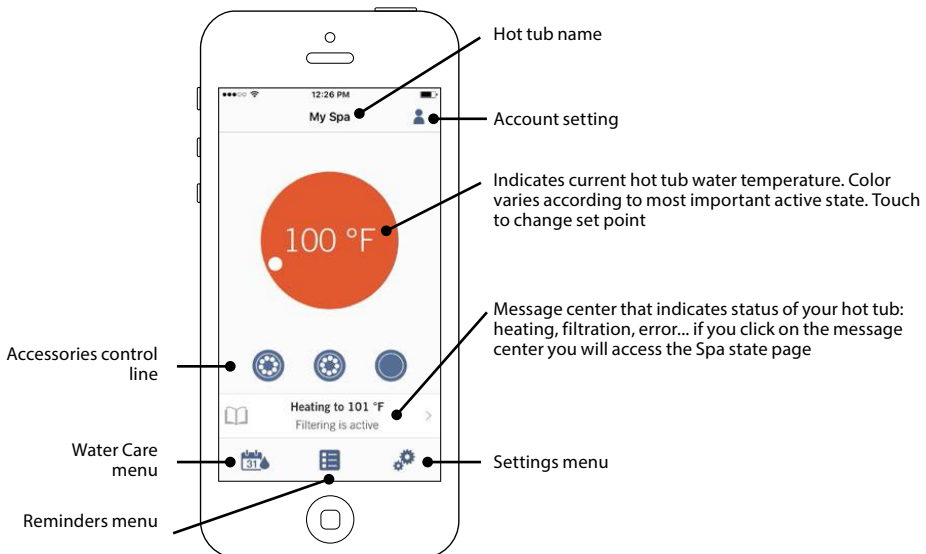 Hot tub name
12:26 PM
My Spa
Account setting
Indicates current hot tub water temperature. Color
varies according to most important active state. Touch
to change set point
100 °F
Message center that indicates status of your hot tub:
heating, filtration, error... if you click on the message
center you will access the Spa state page
Accessories control
line
Heating to 101 °F
Filtering is active
Water Care
menu
31
Settings menu
Reminders menu